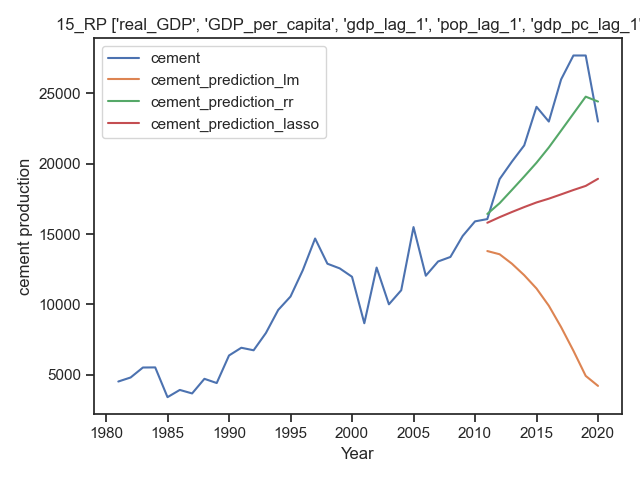 15_RP ['real_GDP', 'GDP_per_capita', 'gdp_lag_1', 'pop_lag_1', 'gdp_pc_lag_1'
cement
cement_prediction_lm
cement_prediction_rr
cement_prediction_lasso
cement production
25000
20000
15000
10000
5000
1980 1985 1990 1995 2000 2005 2010 2015 2020
Year